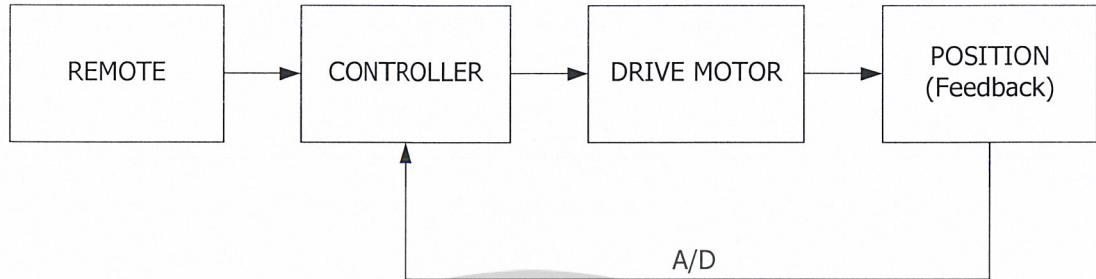 REMOTE
CONTROLLER
DRIVE MOTOR
POSITION
(Feedback)
A/D